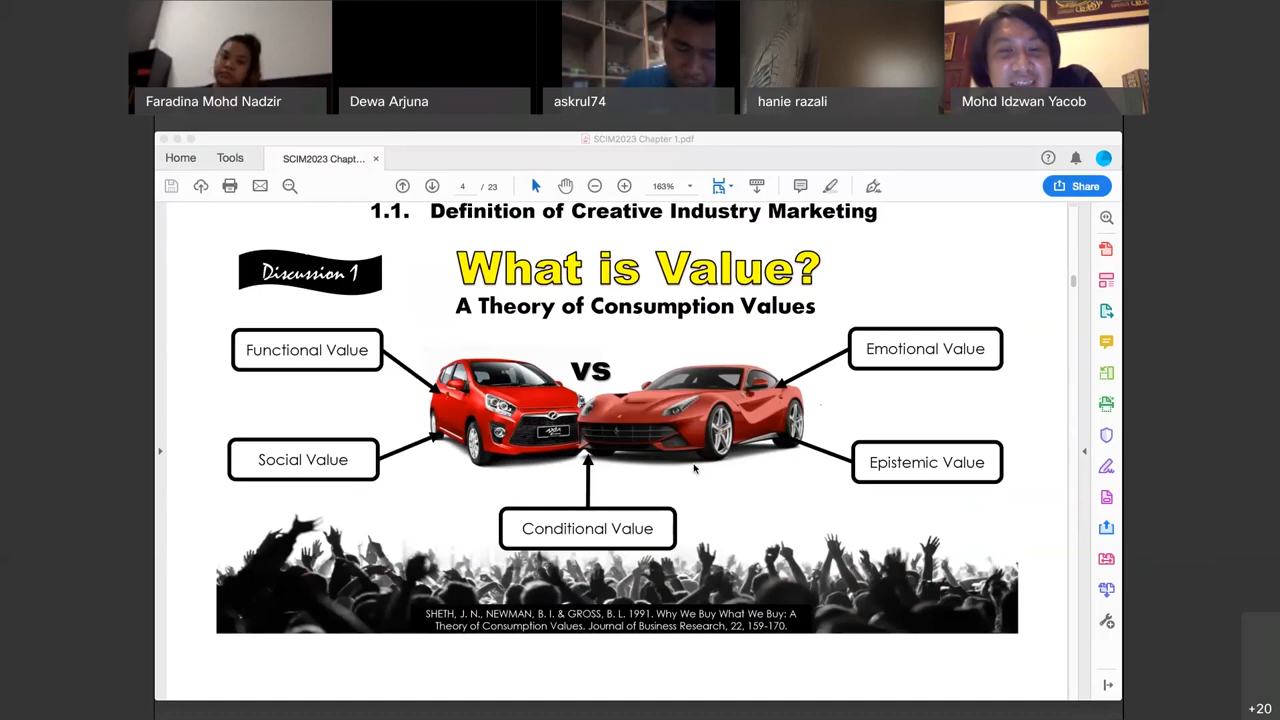 Faradina Mohd Nadzir
Dewa Arjuna
askrul74
hanie razali
Mohd Idzwan Yacob
SCIM2023 Chapter 1.pdf
Home
Tools
SCIM2023 Chapt...
4 / 23
163%
Share
1.1. Definition of Creative Industry Marketing
Discussion 1
What is Value?
A Theory of Consumption Values
Functional Value
VS
Emotional Value
AXIA
Social Value
Epistemic Value
Conditional Value
SHETH, J. N., NEWMAN, B. I. & GROSS, B. L. 1991. Why We Buy What We Buy: A
Theory of Consumption Values. Journal of Business Research, 22, 159-170.
+20